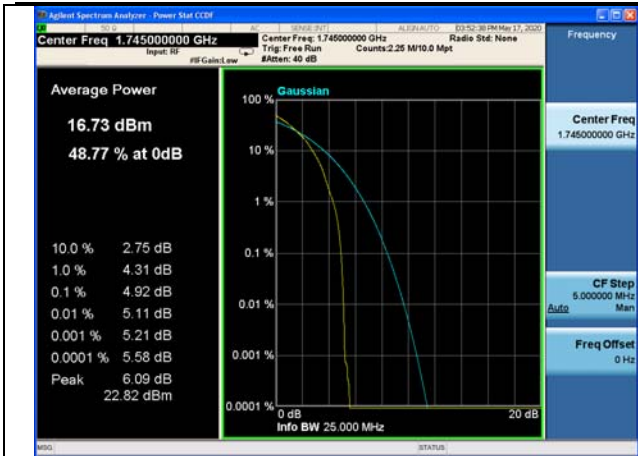 Agilent Spectrum Analyzer - Power Stat CCDF
50 Ω AC SENSE:INT ALIGN AUTO 03:52:38 PM May 17, 2020
Center Freq 1.745000000 GHz
Input: RF
#IFGain:Low
Center Freq: 1.745000000 GHz
Trig: Free Run
Counts:2.25 M/10.0 Mpt
#Atten: 40 dB
Radio Std: None
Frequency
Average Power
16.73 dBm
48.77 % at 0dB
10.0 % 2.75 dB
1.0 % 4.31 dB
0.1 % 4.92 dB
0.01 % 5.11 dB
0.001 % 5.21 dB
0.0001 % 5.58 dB
Peak 6.09 dB
22.82 dBm
Gaussian
100 %
10 %
1 %
0.1 %
0.01 %
0.001 %
0.0001 %
0 dB
20 dB
Info BW 25.000 MHz
Center Freq
1.745000000 GHz
CF Step
5.000000 MHz
Auto Man
Freq Offset
0 Hz
MSG
STATUS